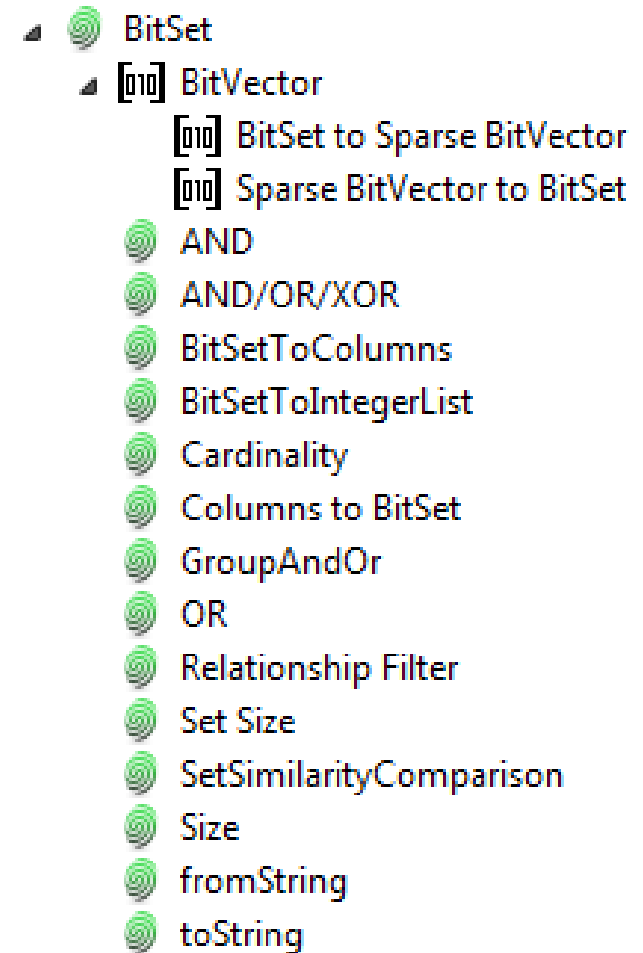 BitSet
BitVector
BitSet to Sparse BitVector
Sparse BitVector to BitSet
AND
AND/OR/XOR
BitSetToColumns
BitSetToIntegerList
Cardinality
Columns to BitSet
GroupAndOr
OR
Relationship Filter
Set Size
SetSimilarityComparison
Size
fromString
toString